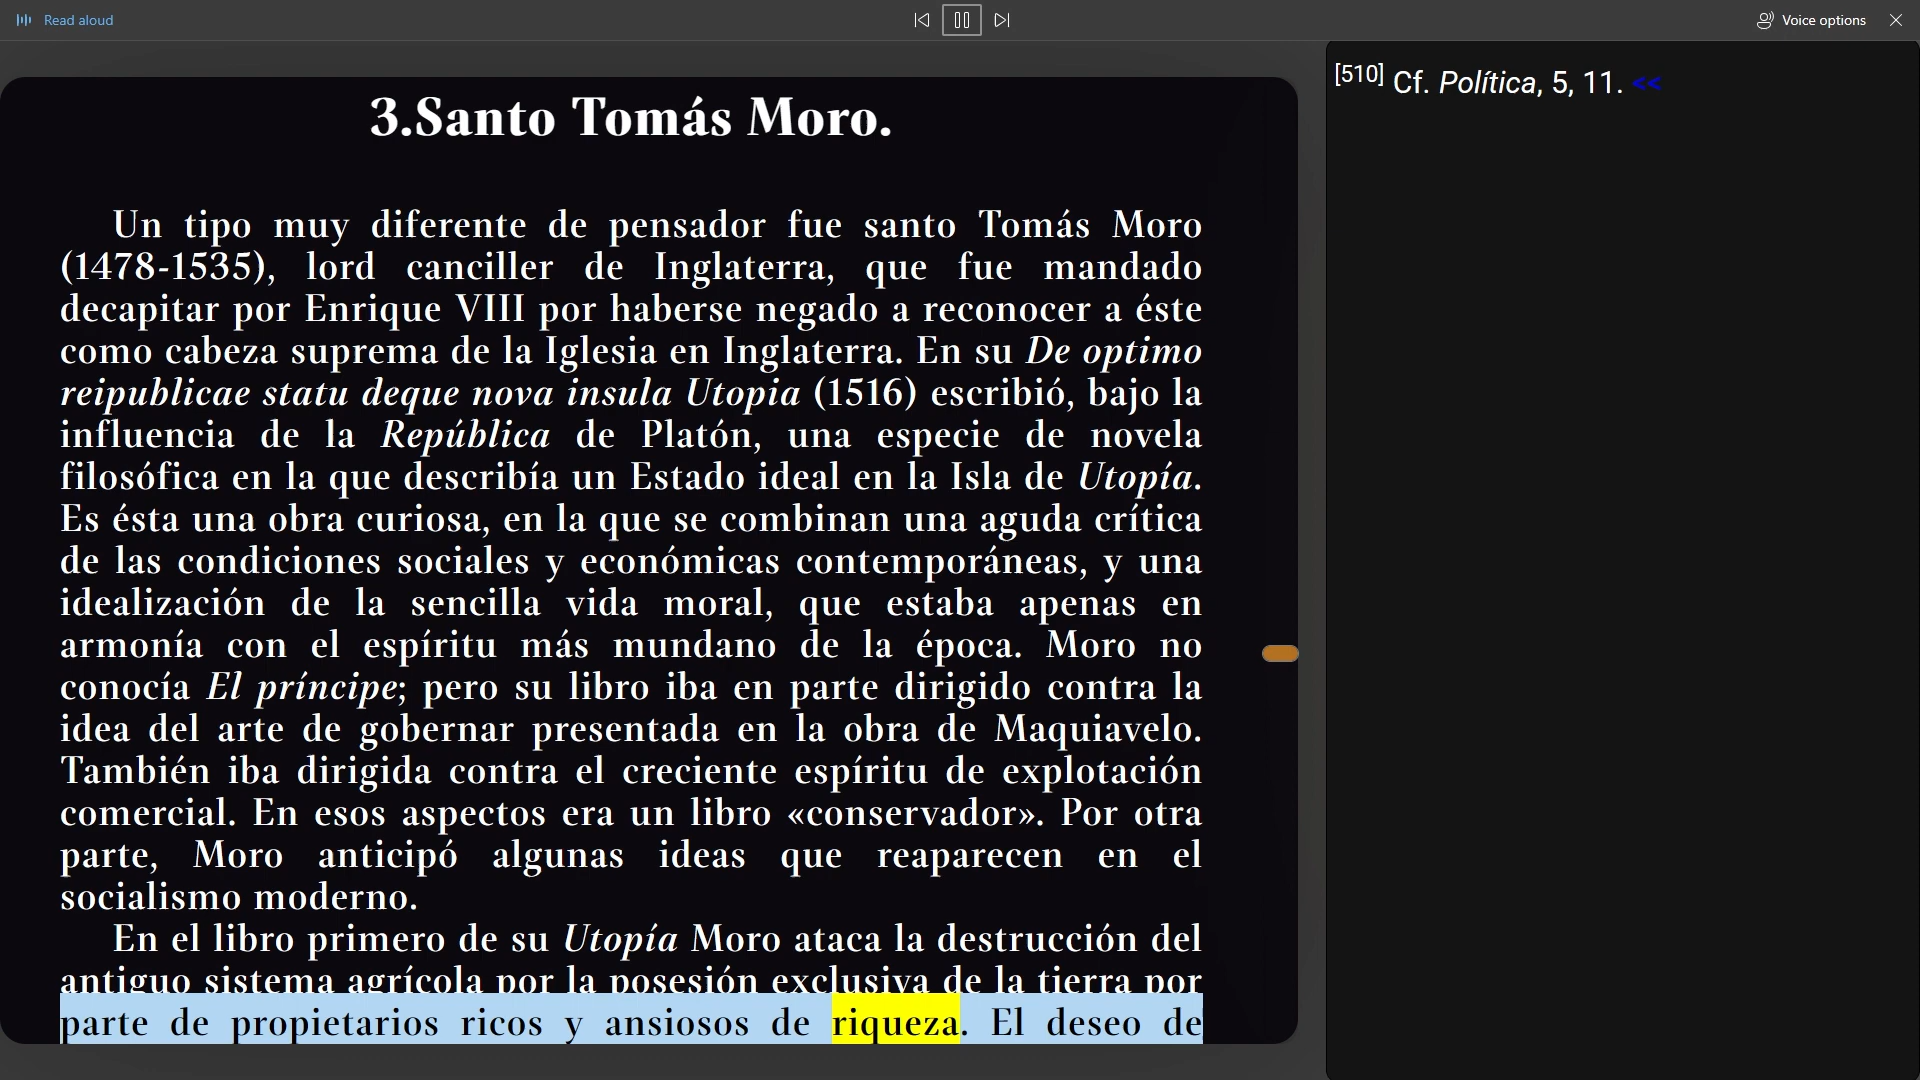 Read aloud
Voice options
3.Santo Tomás Moro.
Un tipo muy diferente de pensador fue santo Tomás Moro
(1478-1535), lord canciller de Inglaterra, que fue mandado
decapitar por Enrique VIII por haberse negado a reconocer a éste
como cabeza suprema de la Iglesia en Inglaterra. En su De optimo
reipublicae statu deque nova insula Utopia (1516) escribió, bajo la
influencia de la República de Platón, una especie de novela
filosófica en la que describía un Estado ideal en la Isla de Utopía.
Es ésta una obra curiosa, en la que se combinan una aguda crítica
de las condiciones sociales y económicas contemporáneas, y una
idealización de la sencilla vida moral, que estaba apenas en
armonía con el espíritu más mundano de la época. Moro no
conocía El príncipe; pero su libro iba en parte dirigido contra la
idea del arte de gobernar presentada en la obra de Maquiavelo.
También iba dirigida contra el creciente espíritu de explotación
comercial. En esos aspectos era un libro «conservador». Por otra
parte, Moro anticipó algunas ideas que reaparecen en el
socialismo moderno.
En el libro primero de su Utopía Moro ataca la destrucción del
antiguo sistema agrícola por la posesión exclusiva de la tierra por
parte de propietarios ricos y ansiosos de riqueza. El deseo de
[510] Cf. Política, 5, 11. <<